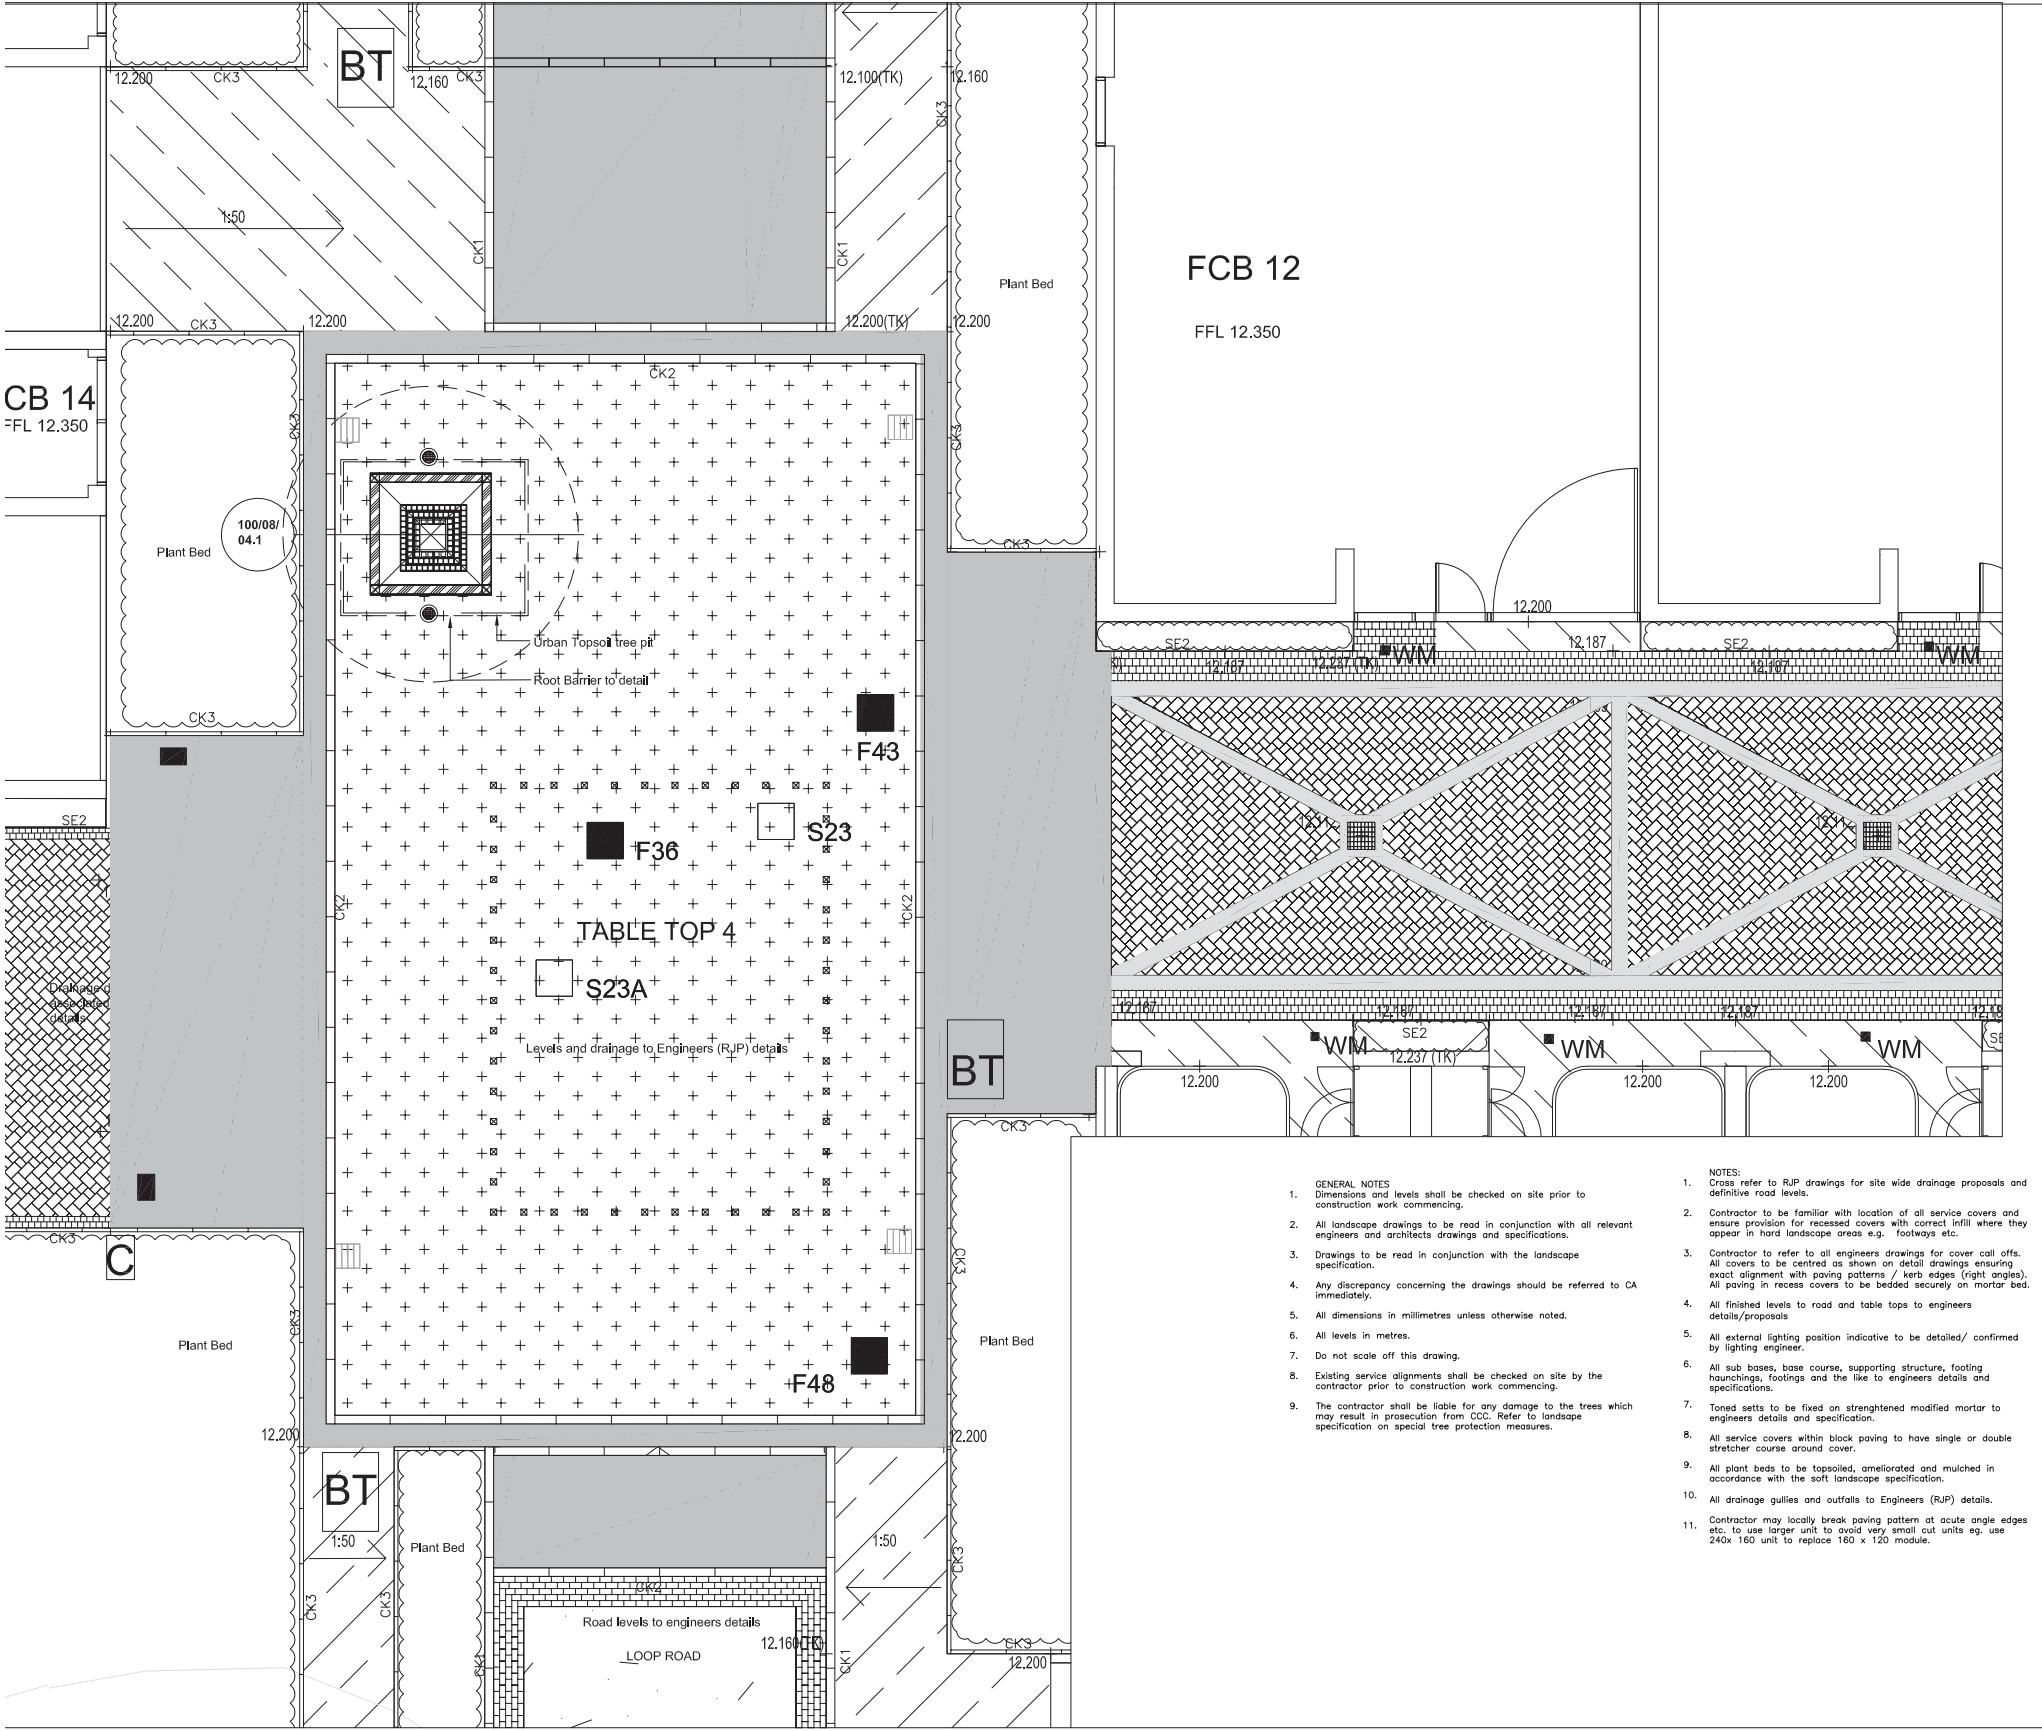 BT
12.200
CK3
12.160
CK3
12.100(TK)
12.160
CK3
1:50
CK1
CK1
Plant Bed
FCB 12
FFL 12.350
12.200
CK3
12.200
12.200(TK)
12.200
CK2
CB 14
FFL 12.350
CK3
CK3
100/08/
04.1
Plant Bed
CK3
Urban Topsoil tree pit
Root Barrier to detail
12.200
SE2
12.187
12.237 (TK)
WM
12.187
SE2
12.187
WM
CK3
F43
SE2
S23
F36
CK2
CK2
TABLE TOP 4
S23A
Drainage d
associated
details
Levels and drainage to Engineers (RJP) details
BT
12.187
12.187
12.187
12.187
SE2
12.237 (TK)
WM
WM
WM
12.200
12.200
12.200
CK3
CK3
C
CK3
CK3
Plant Bed
Plant Bed
F48
12.200
12.200
BT
1:50
Plant Bed
1:50
CK3
CK3
CK3
CK2
Road levels to engineers details
LOOP ROAD
12.160(TK)
CK1
CK1
CK3
12.200
GENERAL NOTES
1. Dimensions and levels shall be checked on site prior to
construction work commencing.
2. All landscape drawings to be read in conjunction with all relevant
engineers and architects drawings and specifications.
3. Drawings to be read in conjunction with the landscape
specification.
4. Any discrepancy concerning the drawings should be referred to CA
immediately.
5. All dimensions in millimetres unless otherwise noted.
6. All levels in metres.
7. Do not scale off this drawing.
8. Existing service alignments shall be checked on site by the
contractor prior to construction work commencing.
9. The contractor shall be liable for any damage to the trees which
may result in prosecution from CCC. Refer to landsape
specification on special tree protection measures.
NOTES:
1. Cross refer to RJP drawings for site wide drainage proposals and
definitive road levels.
2. Contractor to be familiar with location of all service covers and
ensure provision for recessed covers with correct infill where they
appear in hard landscape areas e.g. footways etc.
3. Contractor to refer to all engineers drawings for cover call offs.
All covers to be centred as shown on detail drawings ensuring
exact alignment with paving patterns / kerb edges (right angles).
All paving in recess covers to be bedded securely on mortar bed.
4. All finished levels to road and table tops to engineers
details/proposals
5. All external lighting position indicative to be detailed/ confirmed
by lighting engineer.
6. All sub bases, base course, supporting structure, footing
haunchings, footings and the like to engineers details and
specifications.
7. Toned setts to be fixed on strenghtened modified mortar to
engineers details and specification.
8. All service covers within block paving to have single or double
stretcher course around cover.
9. All plant beds to be topsoiled, ameliorated and mulched in
accordance with the soft landscape specification.
10. All drainage gullies and outfalls to Engineers (RJP) details.
11. Contractor may locally break paving pattern at acute angle edges
etc. to use larger unit to avoid very small cut units eg. use
240x 160 unit to replace 160 x 120 module.